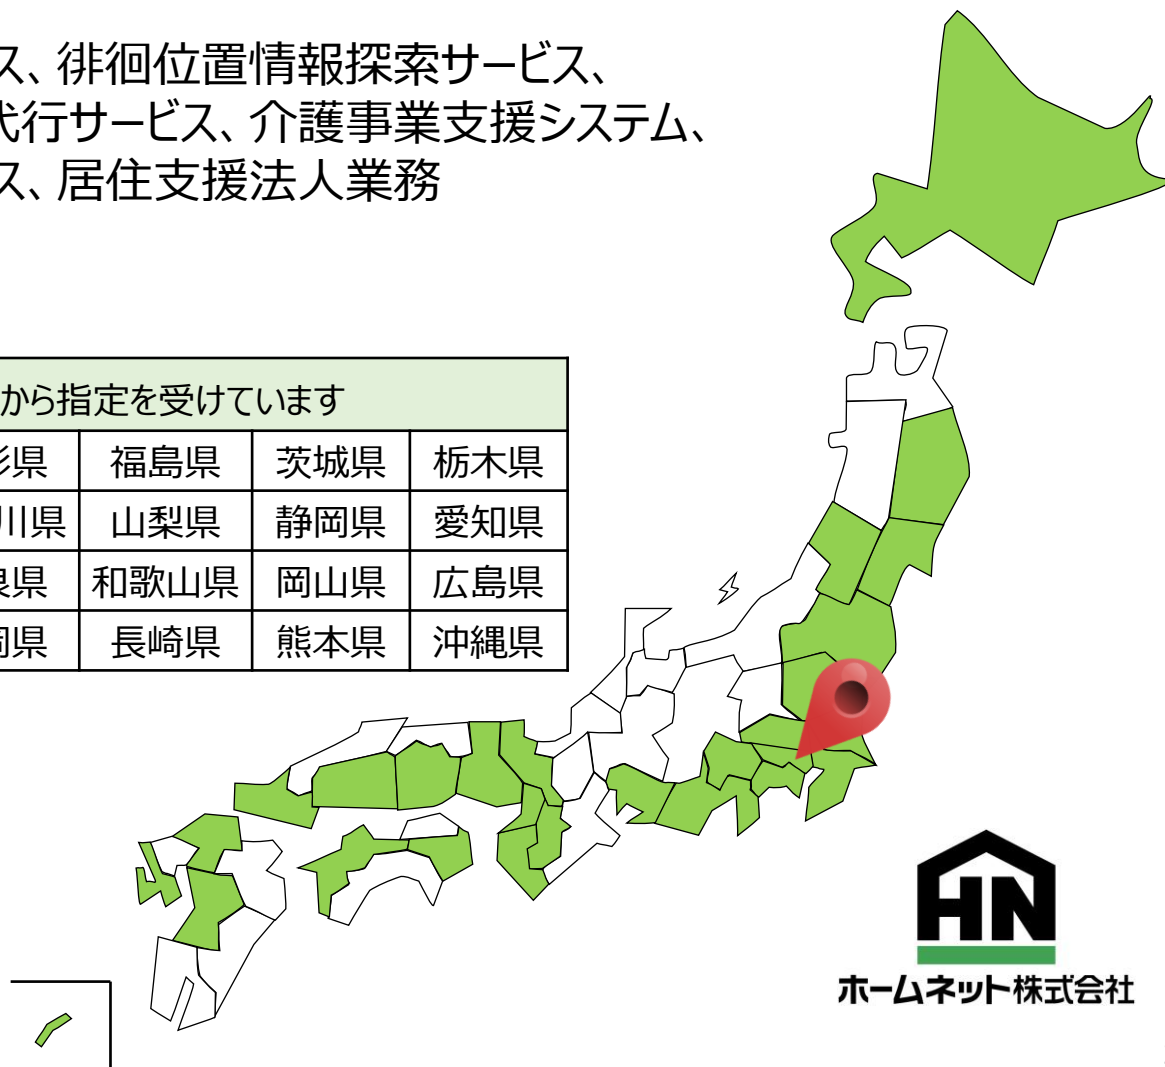 ス、徘徊位置情報探索サービス、
代行サービス、介護事業支援システム、
ス、居住支援法人業務
から指定を受けています
県 福島県 茨城県 栃木県
川県 山梨県 静岡県 愛知県
県 和歌山県 岡山県 広島県
県 長崎県 熊本県 沖縄県
HN
ホームネット株式会社